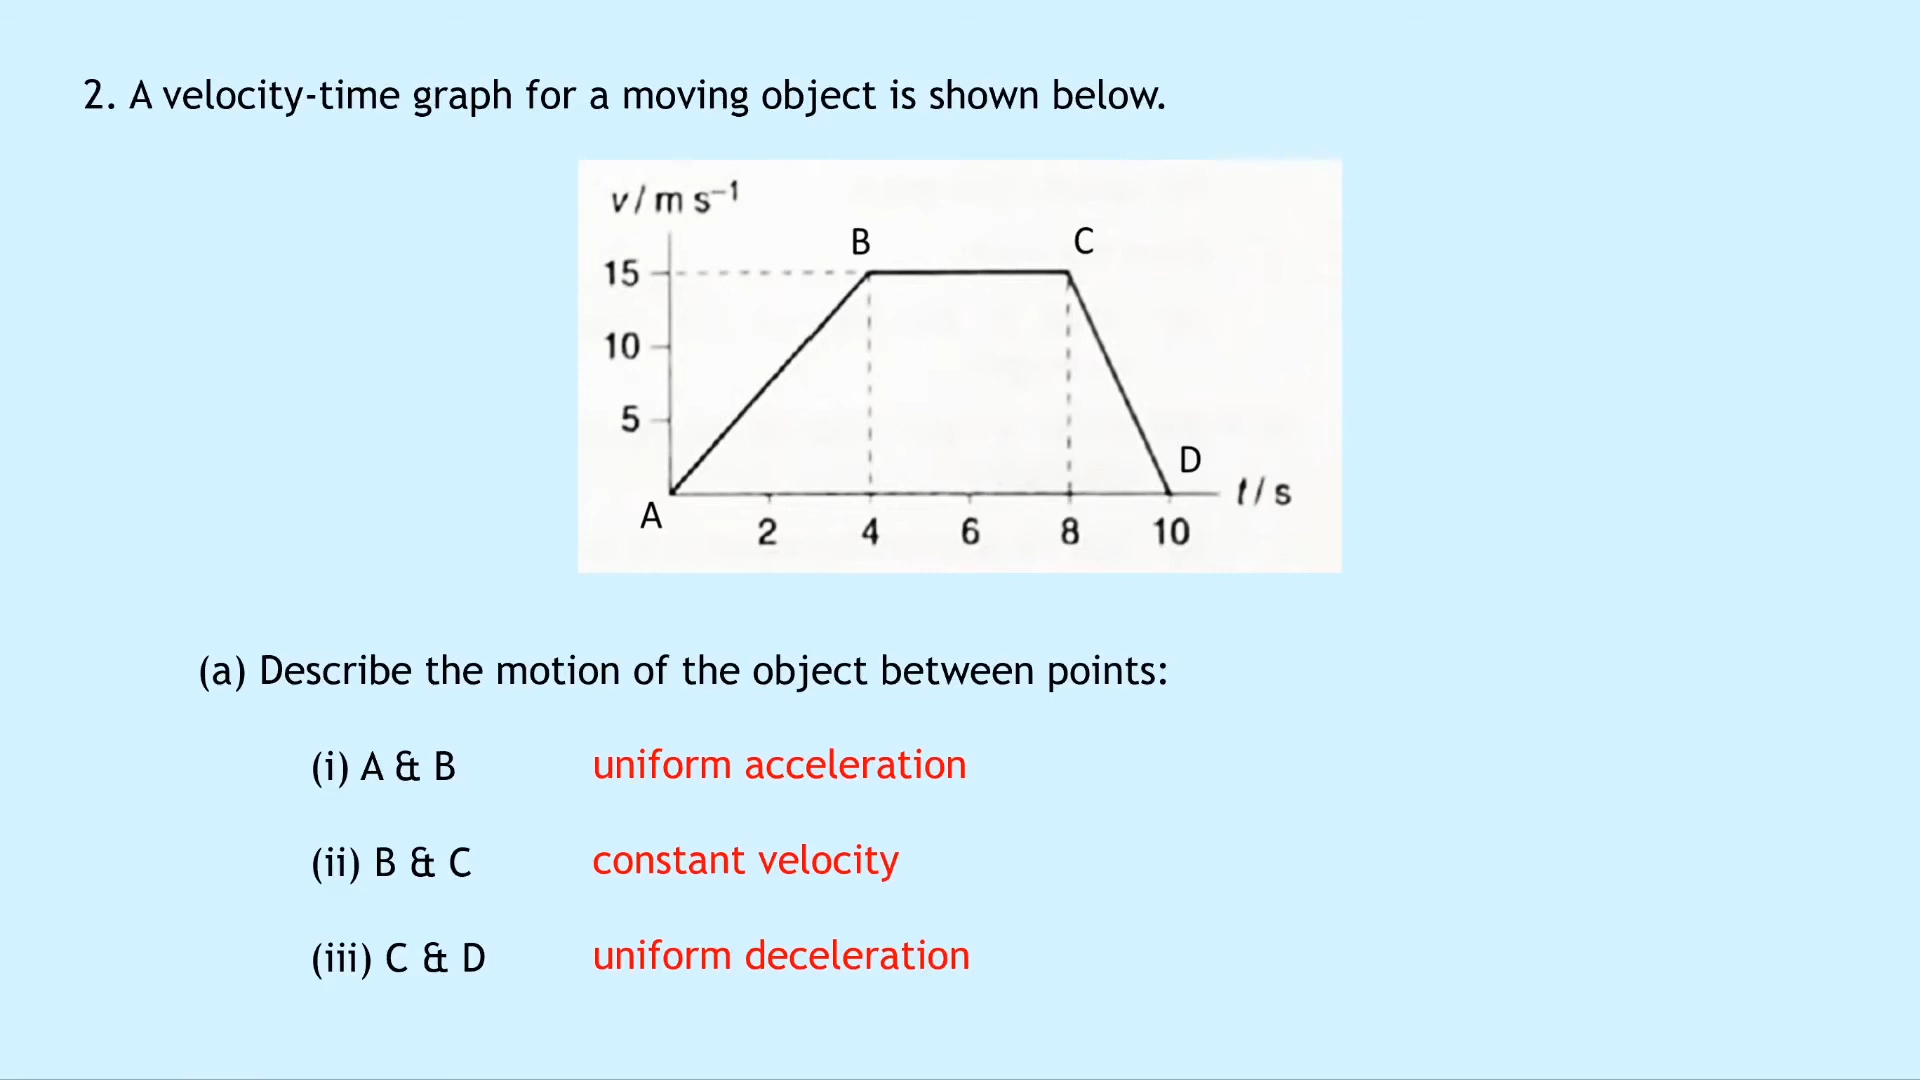 2. A velocity-time graph for a moving object is shown below.
v/m s⁻¹
B
C
15
10
5
D
t/s
A
2 4 6 8 10
(a) Describe the motion of the object between points:
(i) A & B uniform acceleration
(ii) B & C constant velocity
(iii) C & D uniform deceleration